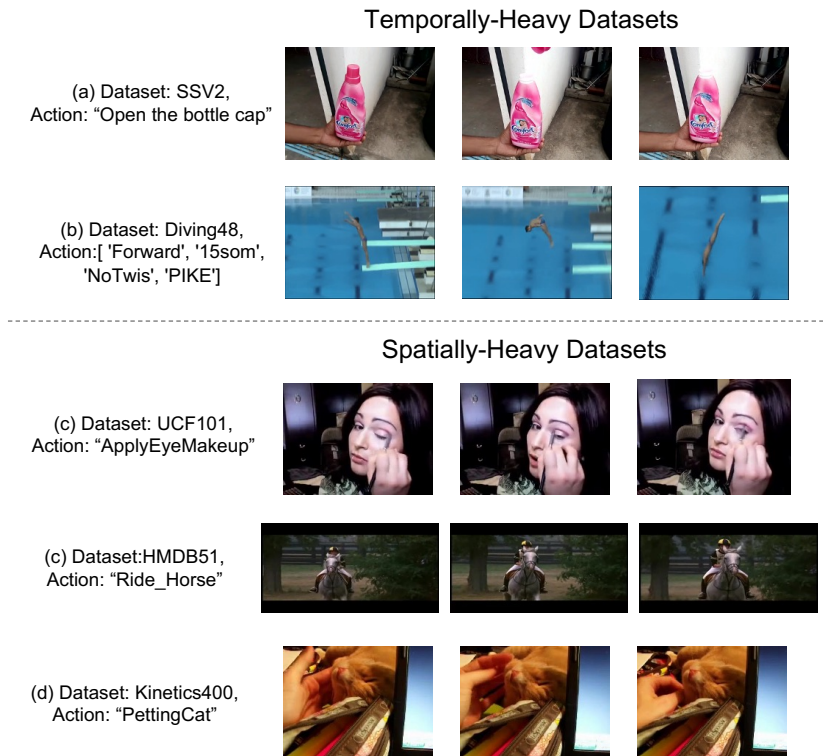 Temporally-Heavy Datasets
(a) Dataset: SSV2,
Action: “Open the bottle cap”
Comfort
(b) Dataset: Diving48,
Action:[ 'Forward', '15som',
'NoTwis', 'PIKE']
Spatially-Heavy Datasets
(c) Dataset: UCF101,
Action: “ApplyEyeMakeup”
(c) Dataset:HMDB51,
Action: “Ride_Horse”
(d) Dataset: Kinetics400,
Action: “PettingCat”